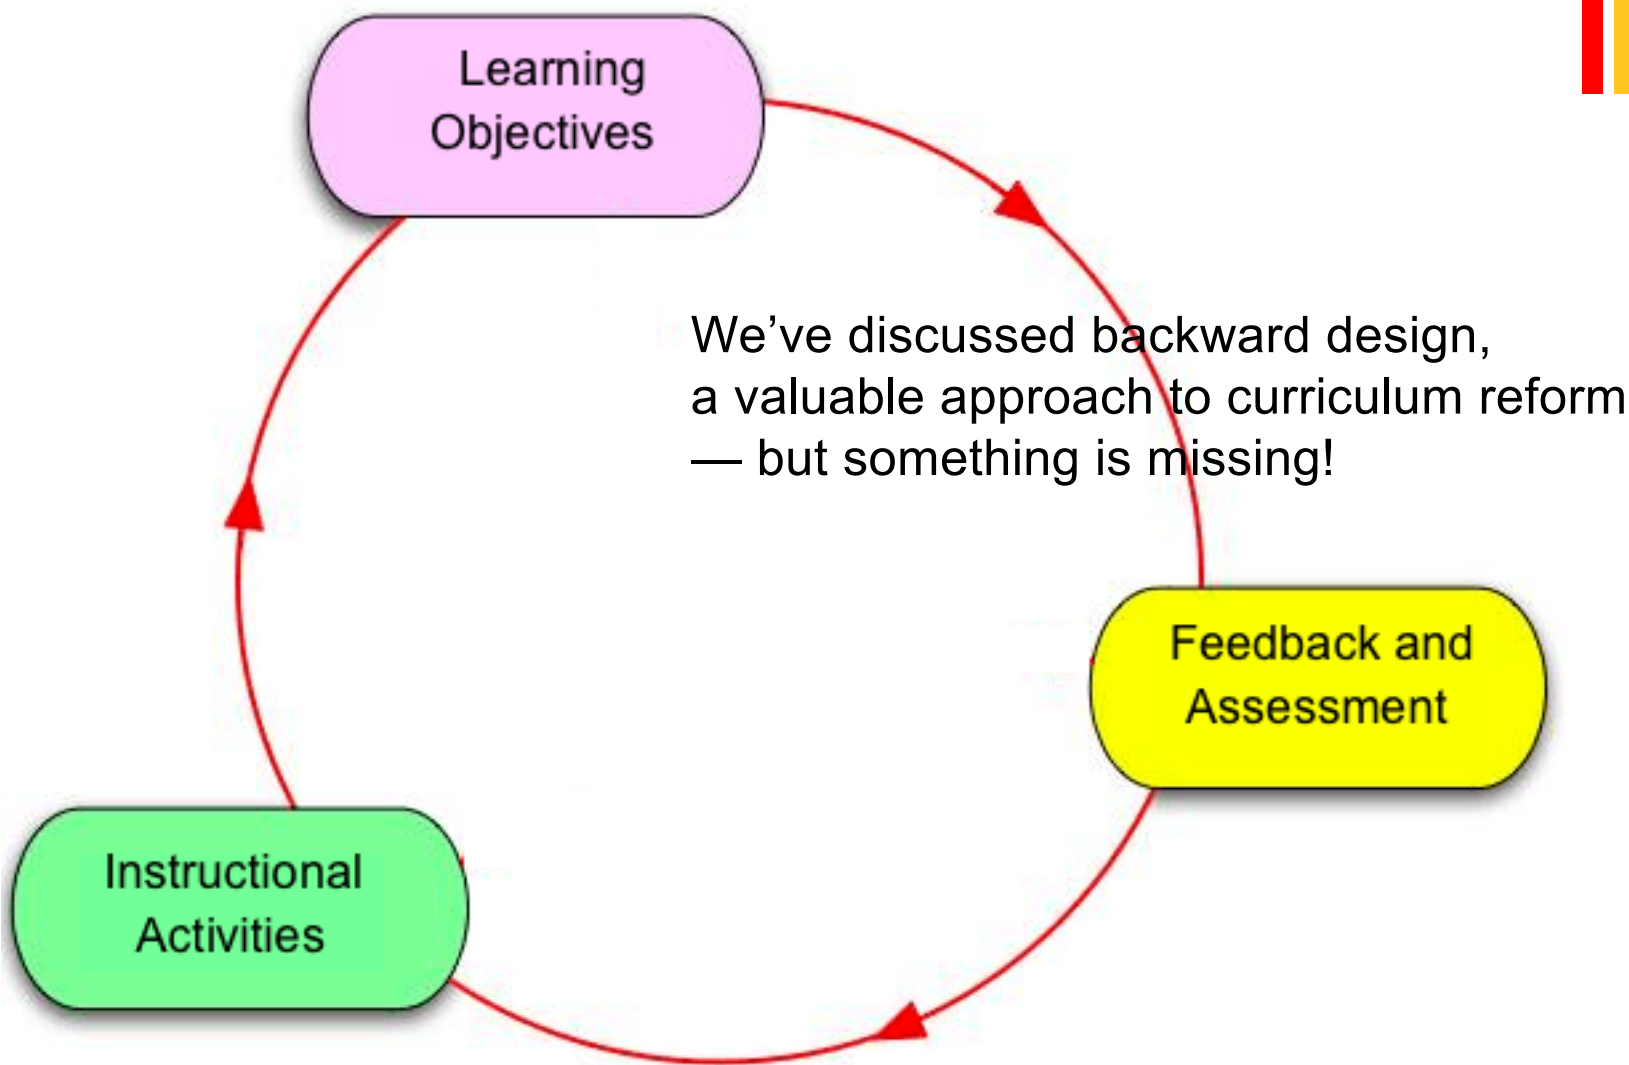 Learning
Objectives
We’ve discussed backward design,
a valuable approach to curriculum reform
— but something is missing!
Feedback and
Assessment
Instructional
Activities